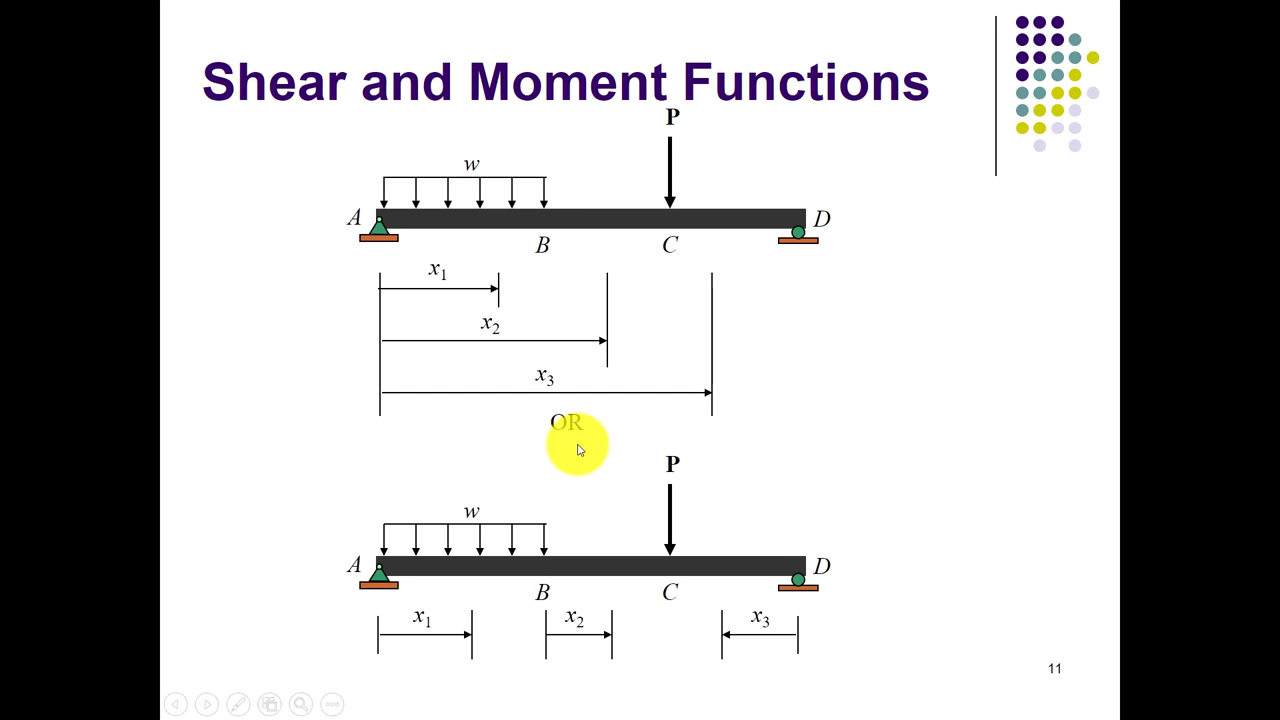 Shear and Moment Functions
P
w
A
D
B
C
x₁
x₂
x₃
OR
P
w
A
D
B
C
x₁
x₂
x₃
11